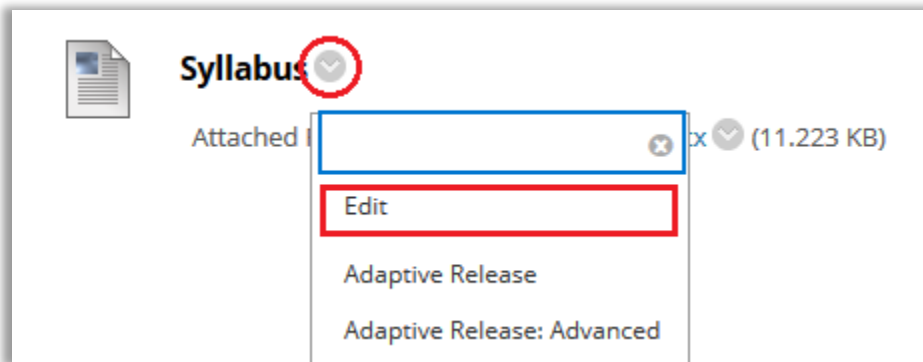 Syllabus
Attached x (11.223 KB)
Edit
Adaptive Release
Adaptive Release: Advanced